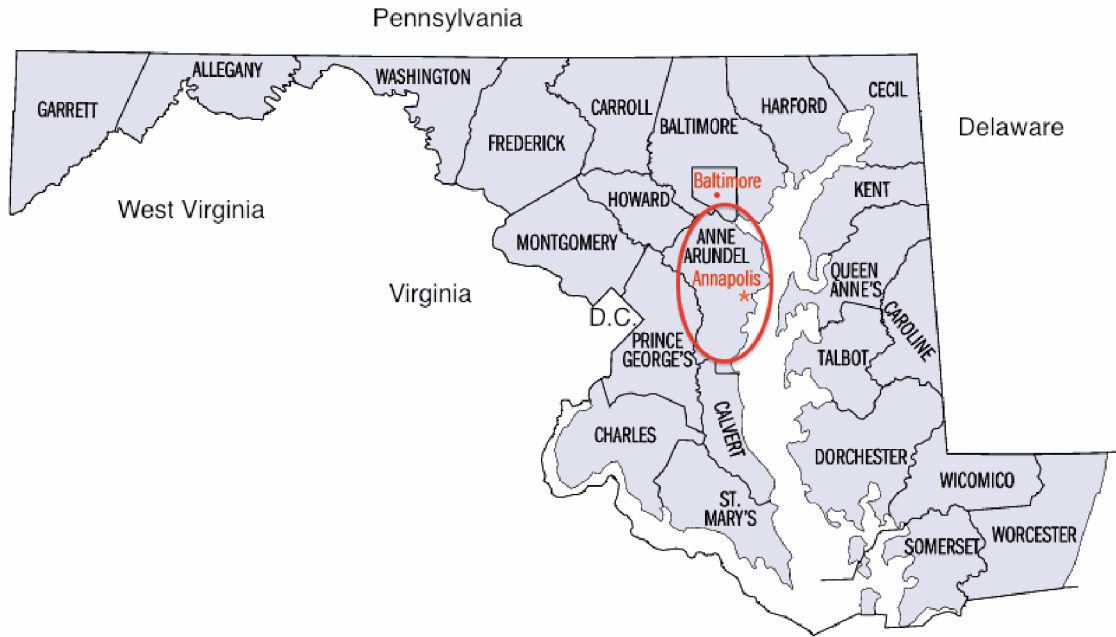 Pennsylvania
ALLEGANY
WASHINGTON
GARRETT
CARROLL
HARFORD
CECIL
FREDERICK
BALTIMORE
Delaware
Baltimore
KENT
West Virginia
HOWARD
MONTGOMERY
ANNE
ARUNDEL
Annapolis
QUEEN
ANNE'S
Virginia
D.C.
PRINCE
GEORGE'S
TALBOT
CAROLINE
CHARLES
CALVERT
DORCHESTER
WICOMICO
ST.
MARY'S
SOMERSET
WORCESTER